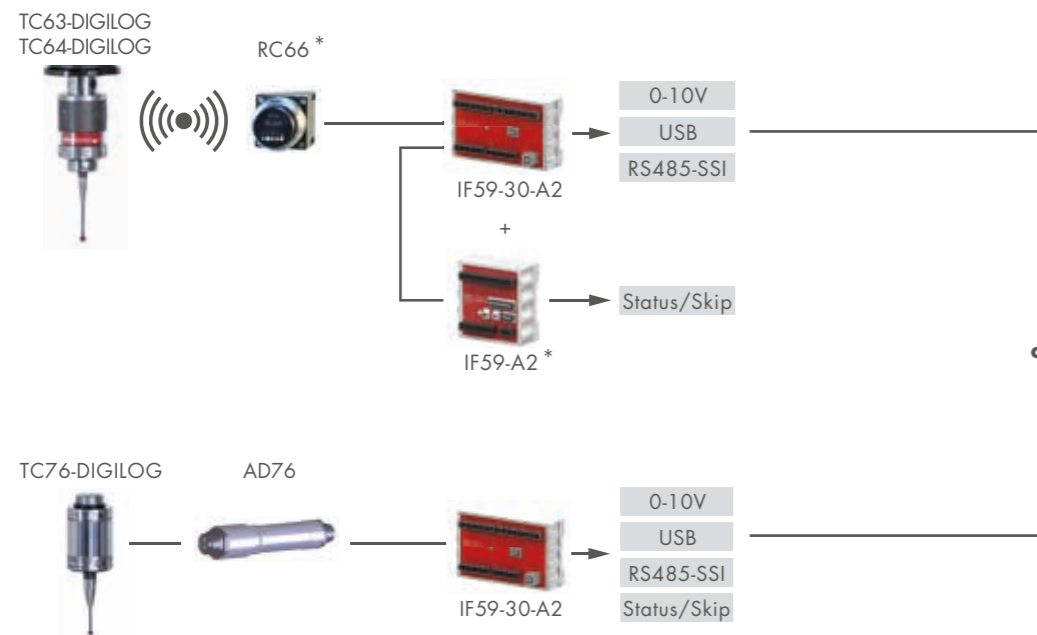 TC63-DIGILOG
TC64-DIGILOG
RC66 *
0-10V
USB
RS485-SSI
IF59-30-A2
+
Status/Skip
IF59-A2 *
TC76-DIGILOG
AD76
0-10V
USB
RS485-SSI
IF59-30-A2
Status/Skip